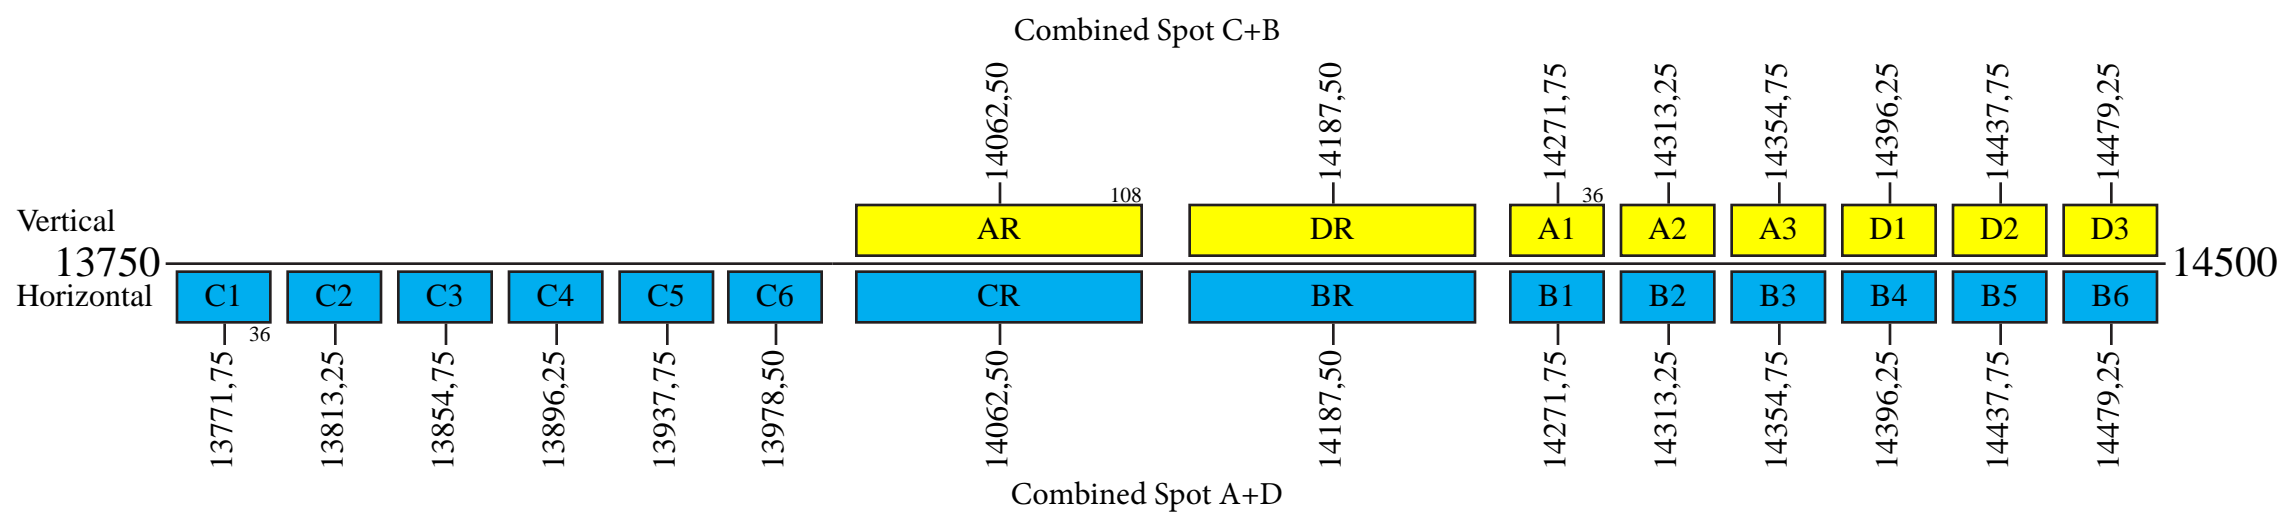 Combined Spot C+B
14062,50 14187,50 14271,75 14313,25 14354,75 14396,25 14437,75 14479,25
108 36
Vertical AR DR A1 A2 A3 D1 D2 D3
13750 14500
Horizontal C1 C2 C3 C4 C5 C6 CR BR B1 B2 B3 B4 B5 B6
36
13771,75 13813,25 13854,75 13896,25 13937,75 13978,50 14062,50 14187,50 14271,75 14313,25 14354,75 14396,25 14437,75 14479,25
Combined Spot A+D